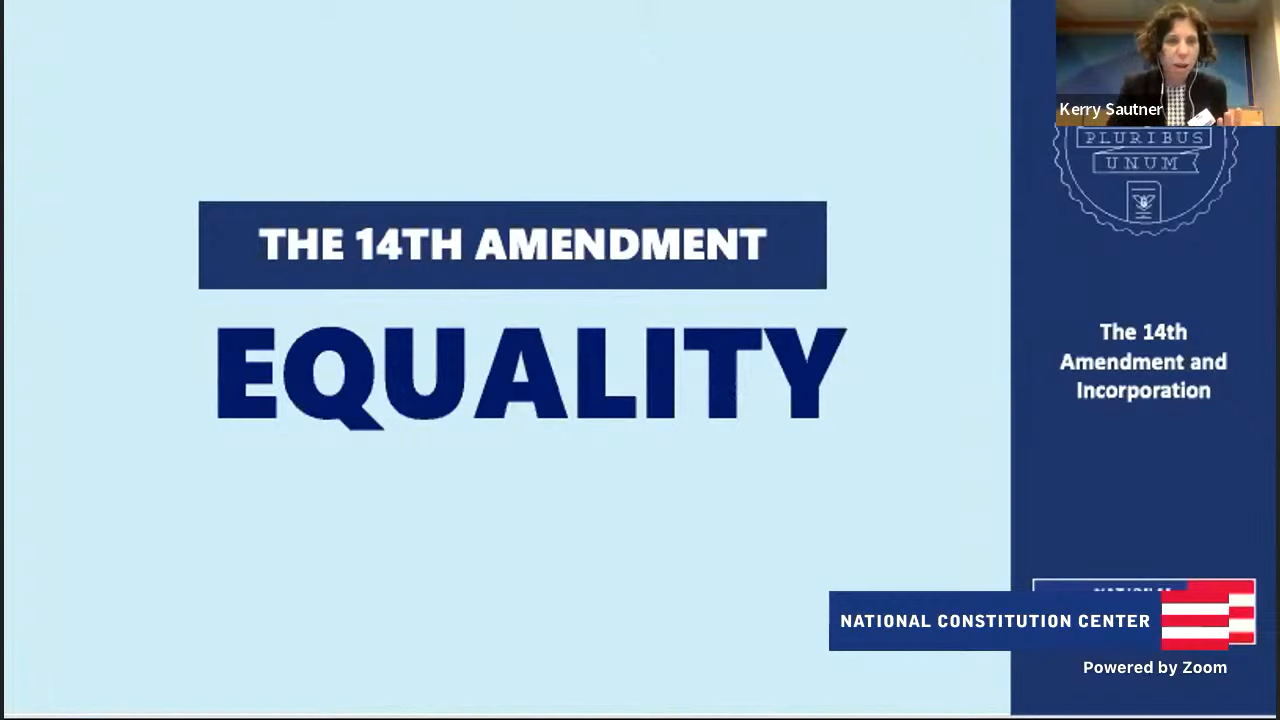 Kerry Sautner
PLURIBUS
UNUM
THE 14TH AMENDMENT
EQUALITY
The 14th
Amendment and
Incorporation
NATIONAL CONSTITUTION CENTER
Powered by Zoom